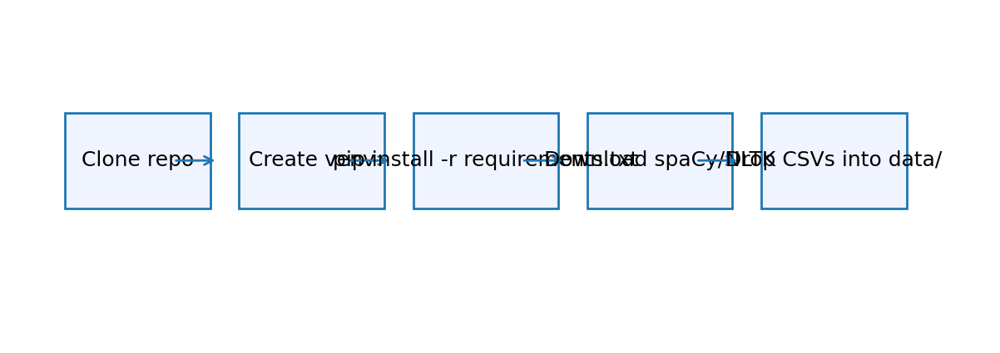 Clone repo
Create venv
pip install -r requirements.txt
Download spaCy/NLTK
Drop CSVs into data/